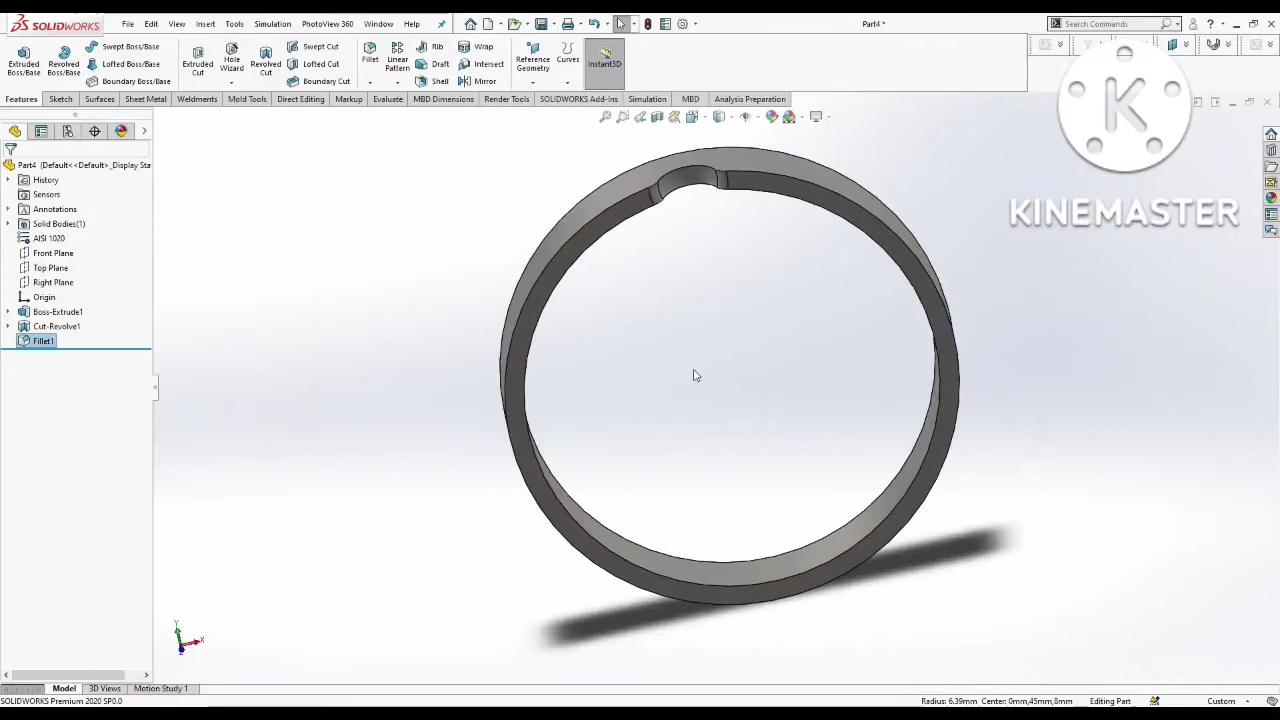 SOLIDWORKS
File Edit View Insert Tools Simulation PhotoView 360 Window Help
Part4 *
Search Commands
Extruded Boss/Base
Revolved Boss/Base
Swept Boss/Base
Lofted Boss/Base
Boundary Boss/Base
Extruded Cut
Hole Wizard
Revolved Cut
Swept Cut
Lofted Cut
Boundary Cut
Fillet
Linear Pattern
Rib
Draft
Shell
Wrap
Intersect
Mirror
Reference Geometry
Curves
Instant3D
Features Sketch Surfaces Sheet Metal Weldments Mold Tools Direct Editing Markup Evaluate MBD Dimensions Render Tools SOLIDWORKS Add-Ins Simulation MBD Analysis Preparation
K
KINEMASTER
Part4 (Default<<Default>_Display Sta
History
Sensors
Annotations
Solid Bodies(1)
AISI 1020
Front Plane
Top Plane
Right Plane
Origin
Boss-Extrude1
Cut-Revolve1
Fillet1
Y
X
Z
Model 3D Views Motion Study 1
SOLIDWORKS Premium 2020 SP0.0
Radius: 6.39mm Center: 0mm,45mm,8mm Editing Part Custom